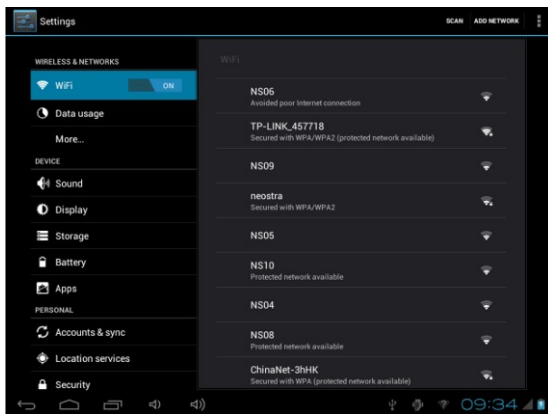 Settings
SCAN ADD NETWORK
WIRELESS & NETWORKS
WiFi ON
Data usage
More...
DEVICE
Sound
Display
Storage
Battery
Apps
PERSONAL
Accounts & sync
Location services
Security
WiFi
NS06
Avoided poor Internet connection
TP-LINK_457718
Secured with WPA/WPA2 (protected network available)
NS09
neostra
Secured with WPA/WPA2
NS05
NS10
Protected network available
NS04
NS08
Protected network available
ChinaNet-3hHK
Secured with WPA (protected network available)
09:34